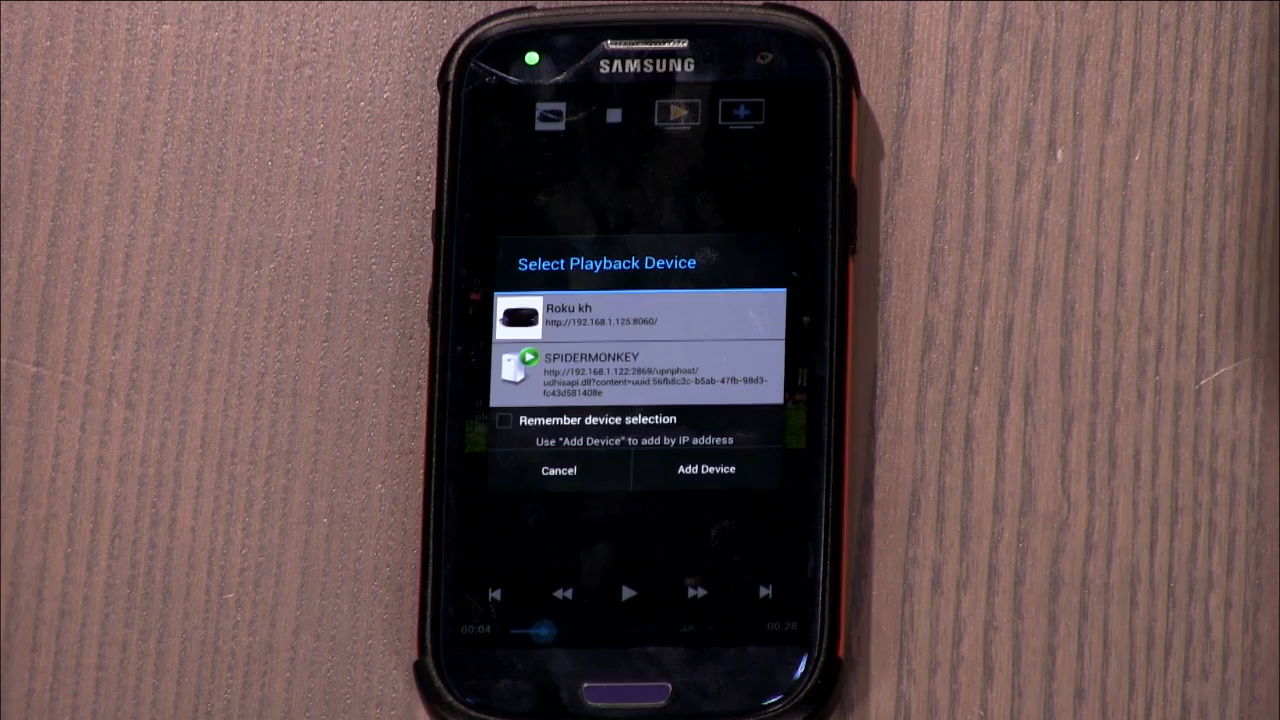 SAMSUNG
Select Playback Device
Roku kh
http://192.168.1.125:8060/
SPIDERMONKEY
http://192.168.1.122:2869/upnphost/
udhisapi.dll?content=uuid:56fb8c3c-b5ab-47fb-98d3-
fc43d581408e
Remember device selection
Use "Add Device" to add by IP address
Cancel
Add Device
00:04
00:28